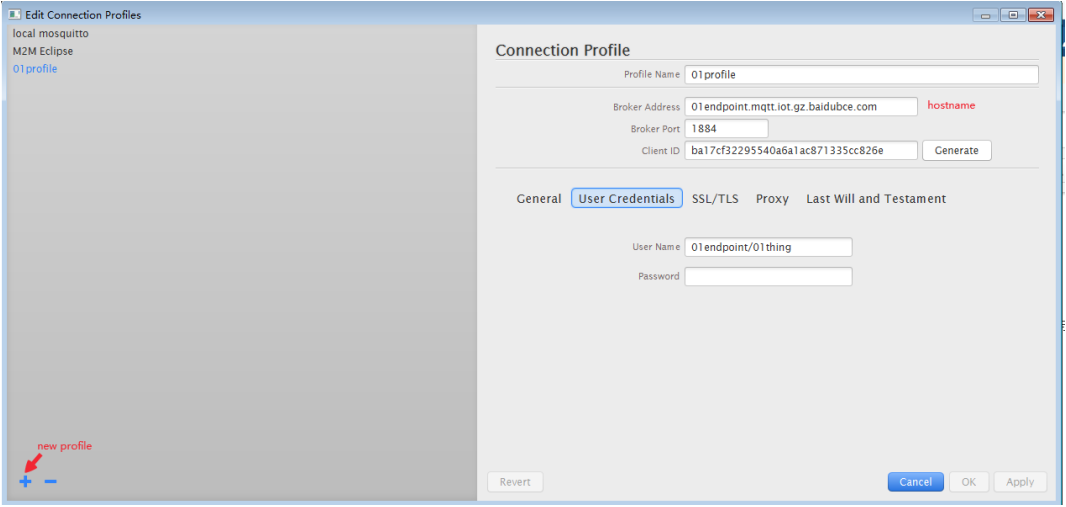 Edit Connection Profiles
local mosquitto
M2M Eclipse
01profile
Connection Profile
Profile Name 01profile
Broker Address 01endpoint.mqtt.iot.gz.baidubce.com hostname
Broker Port 1884
Client ID ba17cf32295540a6a1ac871335cc826e Generate
General User Credentials SSL/TLS Proxy Last Will and Testament
User Name 01endpoint/01thing
Password
new profile
Revert Cancel OK Apply